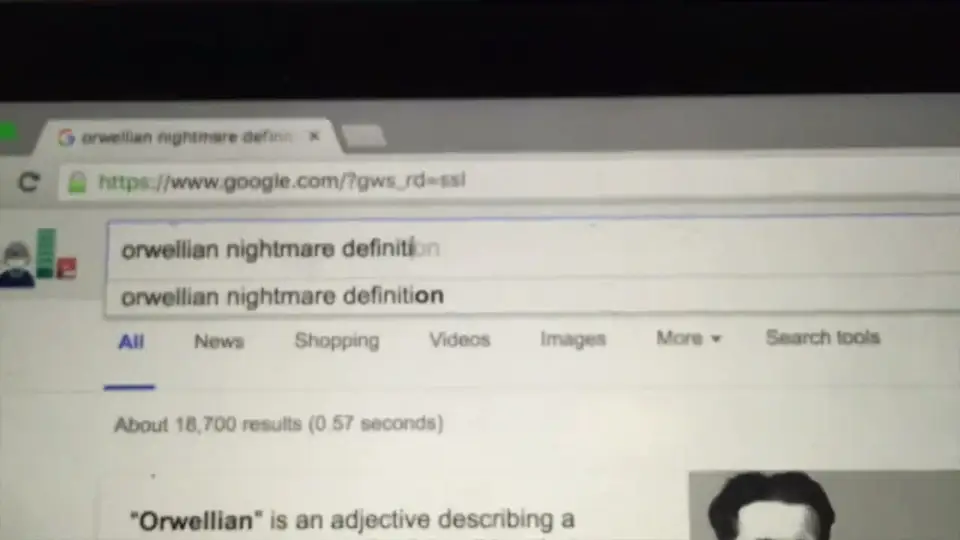 orwellian nightmare defin
https://www.google.com/?gws_rd=ssl
orwellian nightmare definition
orwellian nightmare definition
All News Shopping Videos Images More Search tools
About 18,700 results (0.57 seconds)
"Orwellian" is an adjective describing a